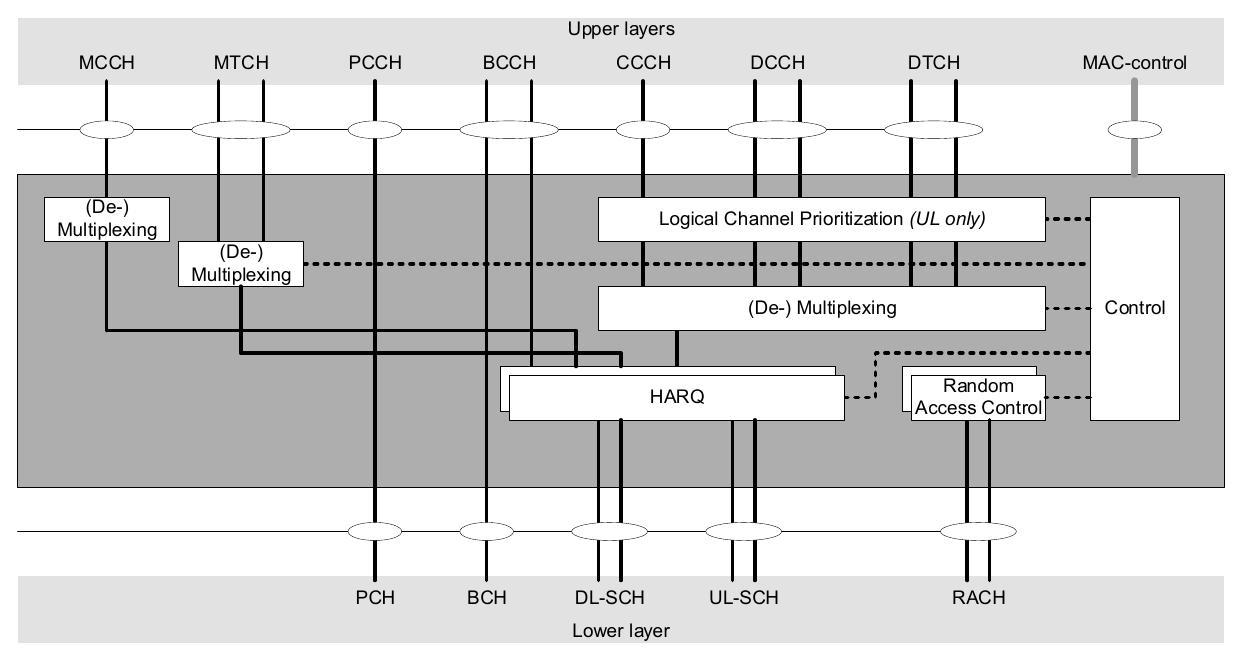 Upper layers
MCCH MTCH PCCH BCCH CCCH DCCH DTCH MAC-control
(De-)
Multiplexing
Logical Channel Prioritization (UL only)
(De-)
Multiplexing
(De-) Multiplexing
Control
HARQ
Random
Access Control
PCH BCH DL-SCH UL-SCH RACH
Lower layer